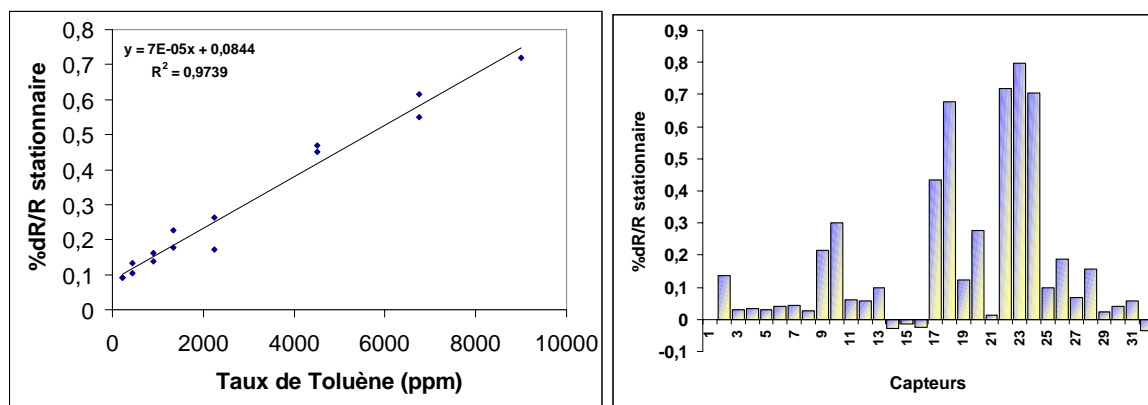 y = 7E-05x + 0,0844
R² = 0,9739
%dR/R stationnaire
0,8
0,7
0,6
0,5
0,4
0,3
0,2
0,1
0
0 2000 4000 6000 8000 10000
Taux de Toluène (ppm)
%dR/R stationnaire
0,9
0,8
0,7
0,6
0,5
0,4
0,3
0,2
0,1
0
-0,1
1 3 5 7 9 11 13 15 17 19 21 23 25 27 29 31
Capteurs